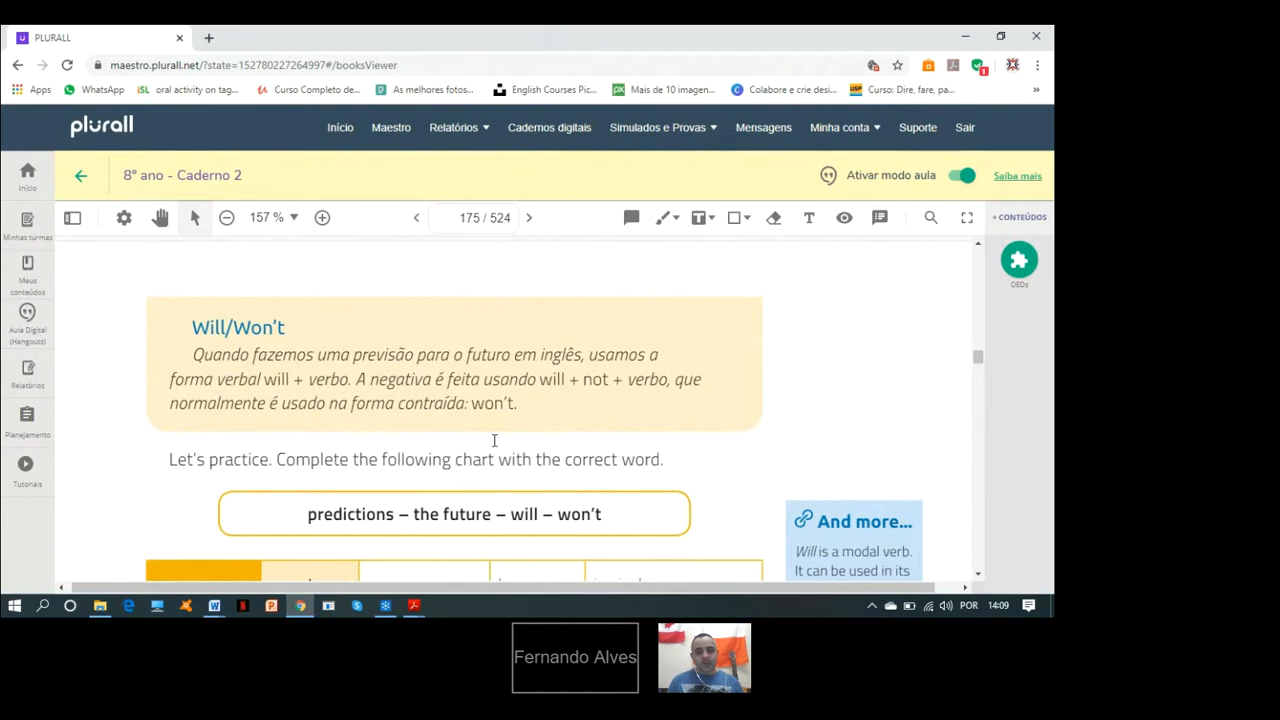 PLURALL
maestro.plurall.net/?state=152780227264997#/booksViewer
1
Apps WhatsApp oral activity on tag... Curso Completo de... As melhores fotos... English Courses Pic... Mais de 10 imagen... Colabore e crie desi... Curso: Dire, fare, pa... »
plurall Início Maestro Relatórios Cadernos digitais Simulados e Provas Mensagens Minha conta Suporte Sair
8º ano - Caderno 2 Ativar modo aula Saiba mais
157 % 175 / 524 T + CONTEÚDOS
Início
Minhas turmas
Meus
conteúdos
Aula Digital
(Hangouts)
Relatórios
Planejamento
Tutoriais
OEDs
Will/Won't
Quando fazemos uma previsão para o futuro em inglês, usamos a
forma verbal will + verbo. A negativa é feita usando will + not + verbo, que
normalmente é usado na forma contraída: won't.
Let's practice. Complete the following chart with the correct word.
predictions – the future – will – won't
And more...
Will is a modal verb.
It can be used in its
POR 14:09
Fernando Alves